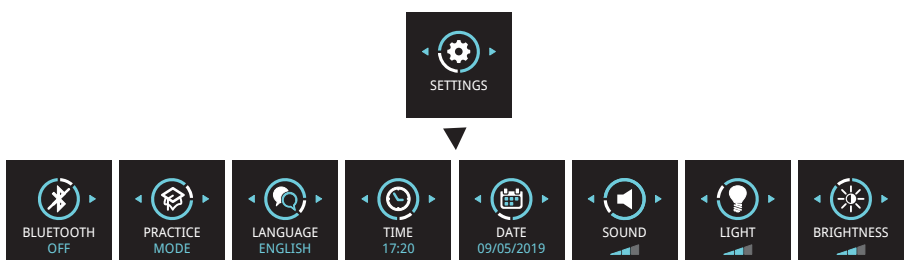 SETTINGS
BLUETOOTH
OFF
PRACTICE
MODE
LANGUAGE
ENGLISH
TIME
17:20
DATE
09/05/2019
SOUND
LIGHT
BRIGHTNESS